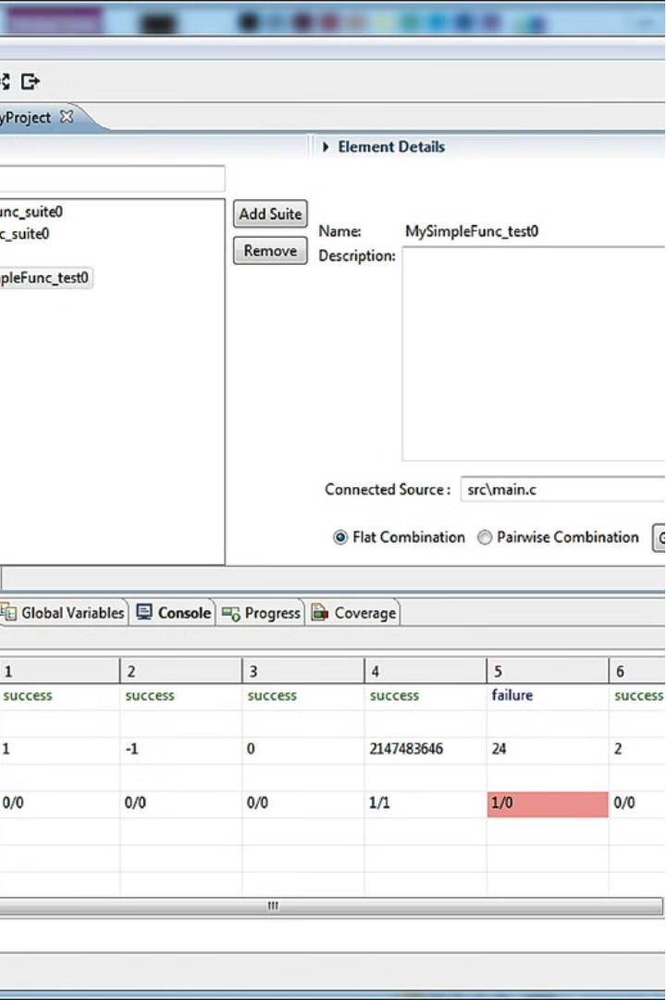 yProject
Element Details
unc_suite0
c_suite0
pleFunc_test0
Add Suite
Remove
Name: MySimpleFunc_test0
Description:
Connected Source : src\main.c
Flat Combination Pairwise Combination G
Global Variables Console Progress Coverage
1 2 3 4 5 6
success success success success failure success
1 -1 0 2147483646 24 2
0/0 0/0 0/0 1/1 1/0 0/0